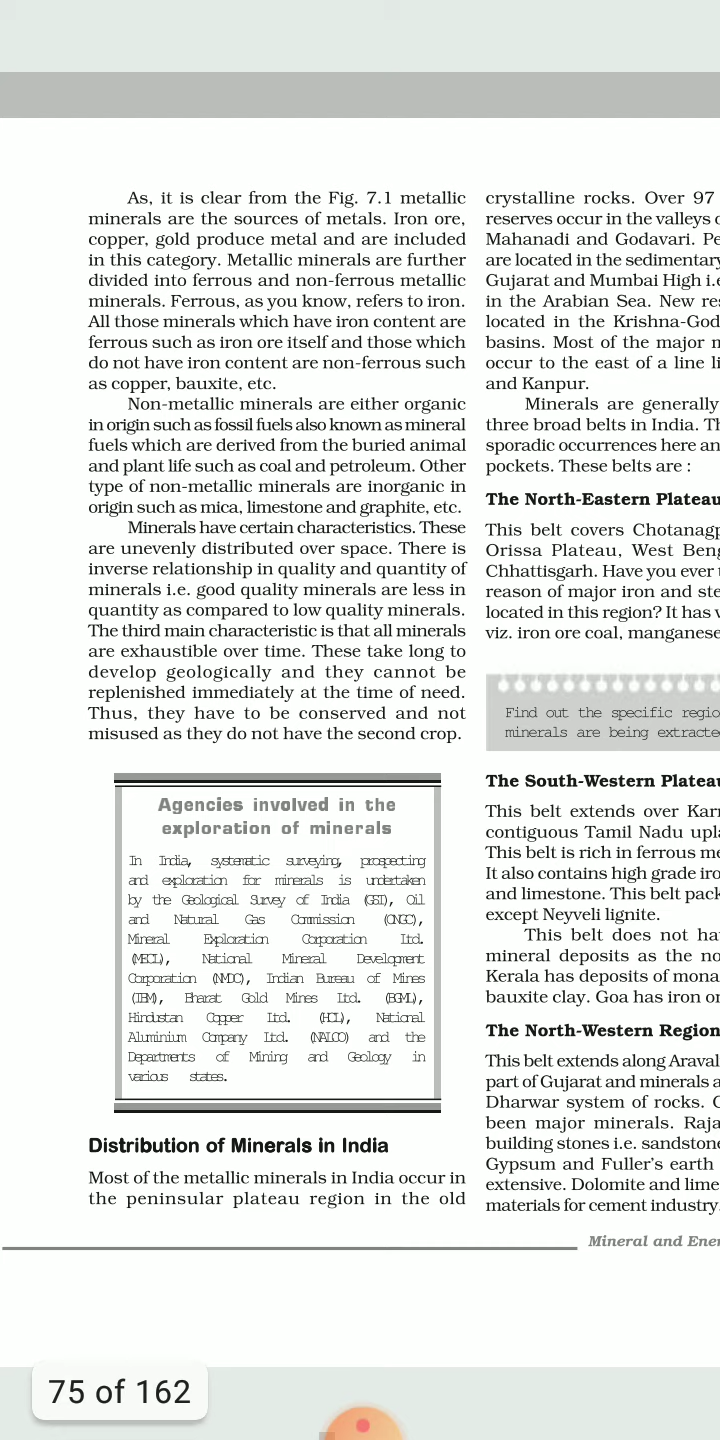 As, it is clear from the Fig. 7.1 metallic
minerals are the sources of metals. Iron ore,
copper, gold produce metal and are included
in this category. Metallic minerals are further
divided into ferrous and non-ferrous metallic
minerals. Ferrous, as you know, refers to iron.
All those minerals which have iron content are
ferrous such as iron ore itself and those which
do not have iron content are non-ferrous such
as copper, bauxite, etc.
Non-metallic minerals are either organic
in origin such as fossil fuels also known as mineral
fuels which are derived from the buried animal
and plant life such as coal and petroleum. Other
type of non-metallic minerals are inorganic in
origin such as mica, limestone and graphite, etc.
Minerals have certain characteristics. These
are unevenly distributed over space. There is
inverse relationship in quality and quantity of
minerals i.e. good quality minerals are less in
quantity as compared to low quality minerals.
The third main characteristic is that all minerals
are exhaustible over time. These take long to
develop geologically and they cannot be
replenished immediately at the time of need.
Thus, they have to be conserved and not
misused as they do not have the second crop.
Agencies involved in the
exploration of minerals
In India, systematic surveying, prospecting
and exploration for minerals is undertaken
by the Geological Survey of India (GSI), Oil
and Natural Gas Commission (ONGC),
Mineral Exploration Corporation Ltd.
(MECL), National Mineral Development
Corporation (NMDC), Indian Bureau of Mines
(IBM), Bharat Gold Mines Ltd. (BGML),
Hindustan Copper Ltd. (HCL), National
Aluminium Company Ltd. (NALCO) and the
Departments of Mining and Geology in
various states.
Distribution of Minerals in India
Most of the metallic minerals in India occur in
the peninsular plateau region in the old
crystalline rocks. Over 97
reserves occur in the valleys
Mahanadi and Godavari.
are located in the sedimentary
Gujarat and Mumbai High
in the Arabian Sea. New
located in the
basins. Most of the major
occur to the east of a line
and Kanpur.
Minerals are generally
three broad belts in India.
sporadic occurrences here
pockets. These belts are :
The North-Eastern Plateau
This belt covers
Orissa Plateau, West
Chhattisgarh. Have you ever
reason of major iron and
located in this region? It has
viz. iron ore coal, manganese
Find out the specific
minerals are being
The South-Western Plateau
This belt extends over
contiguous Tamil Nadu
This belt is rich in ferrous
It also contains high grade
and limestone. This belt
except Neyveli lignite.
This belt does not
mineral deposits as the
Kerala has deposits of
bauxite clay. Goa has iron
The North-Western Region
This belt extends along
part of Gujarat and minerals
Dharwar system of rocks.
been major minerals.
building stones i.e.
Gypsum and Fuller's earth
extensive. Dolomite and
materials for cement industry.
Mineral and
75 of 162